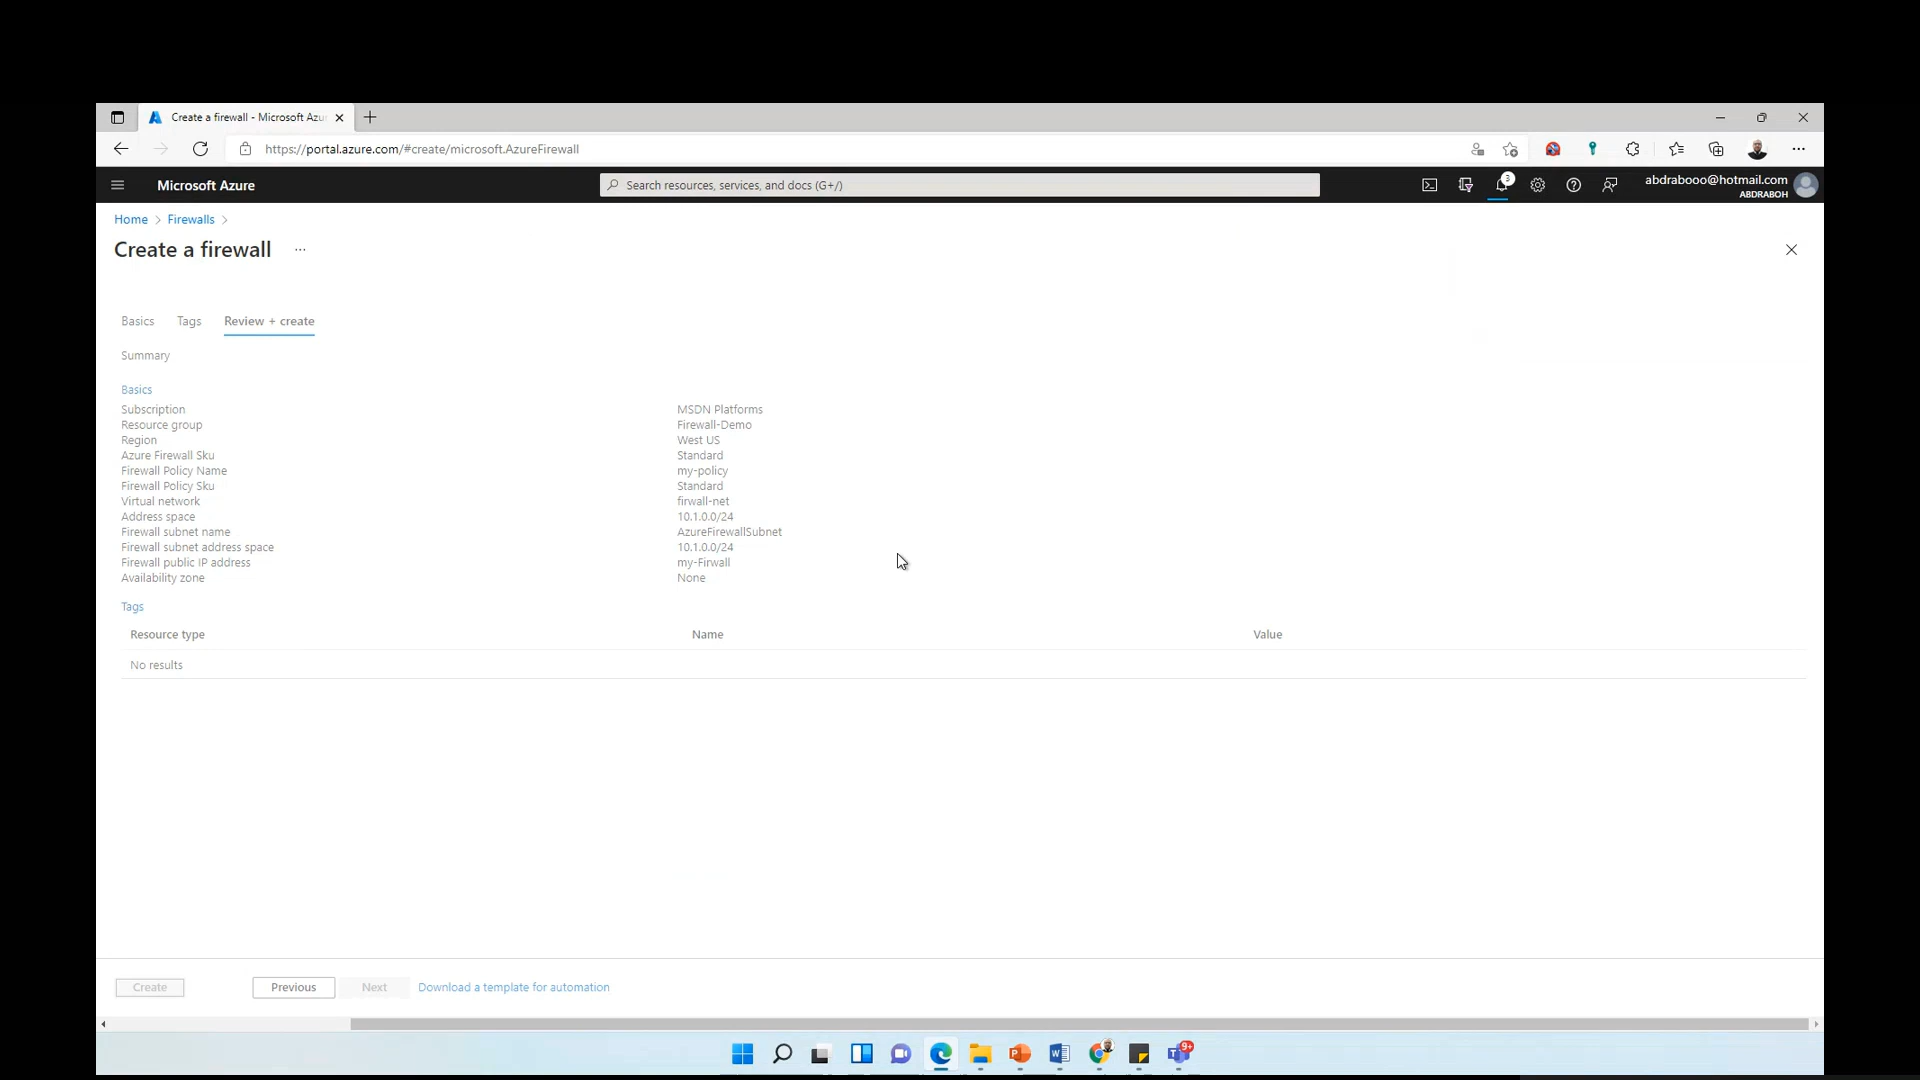 Create a firewall - Microsoft Azu
https://portal.azure.com/#create/microsoft.AzureFirewall
Microsoft Azure
Search resources, services, and docs (G+/)
3
abdrabooo@hotmail.com
ABDRABOH
Home > Firewalls >
Create a firewall ...
Basics Tags Review + create
Summary
Basics
Subscription MSDN Platforms
Resource group Firewall-Demo
Region West US
Azure Firewall Sku Standard
Firewall Policy Name my-policy
Firewall Policy Sku Standard
Virtual network firwall-net
Address space 10.1.0.0/24
Firewall subnet name AzureFirewallSubnet
Firewall subnet address space 10.1.0.0/24
Firewall public IP address my-Firwall
Availability zone None
Tags
Resource type Name Value
No results
Create Previous Next Download a template for automation
9+